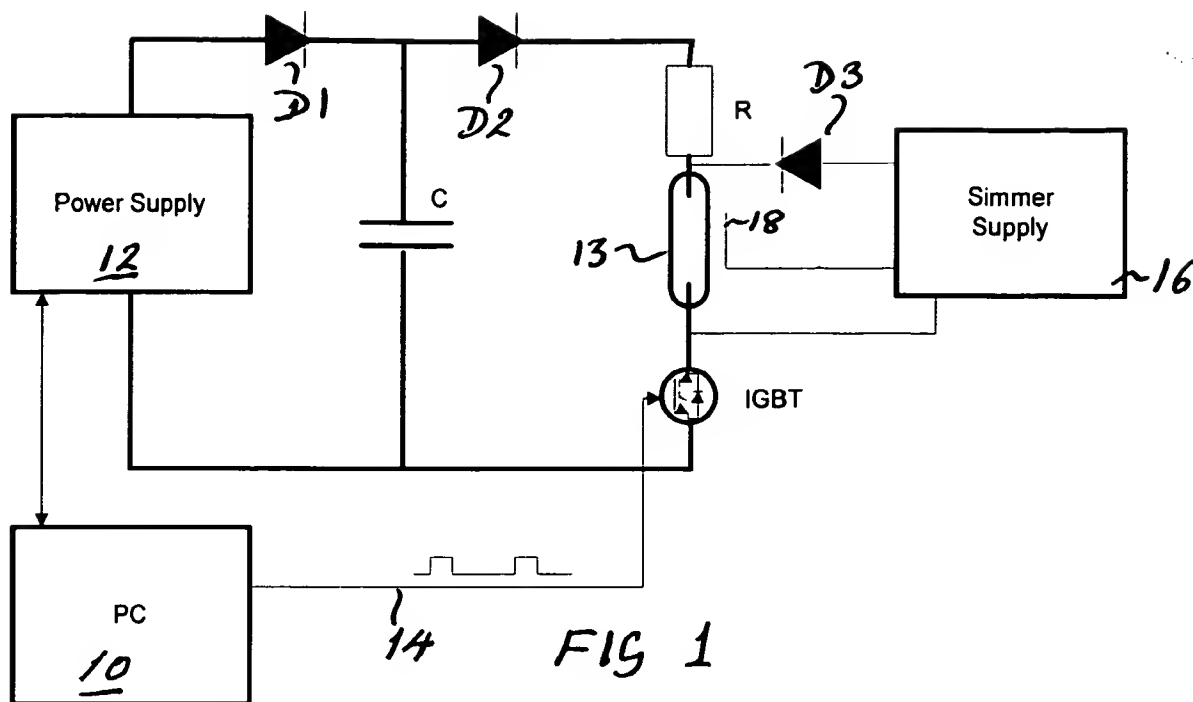 D1
D2
D3
R
Power Supply
12
C
13
18
Simmer
Supply
16
IGBT
PC
10
14
FIG 1